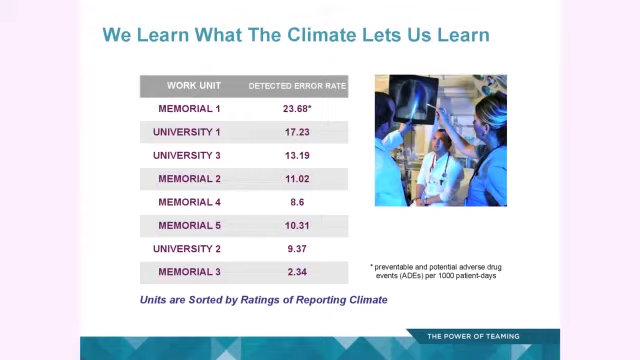 We Learn What The Climate Lets Us Learn
WORK UNIT DETECTED ERROR RATE
MEMORIAL 1 23.68*
UNIVERSITY 1 17.23
UNIVERSITY 3 13.19
MEMORIAL 2 11.02
MEMORIAL 4 8.6
MEMORIAL 5 10.31
UNIVERSITY 2 9.37
MEMORIAL 3 2.34
* preventable and potential adverse drug
events (ADEs) per 1000 patient-days
Units are Sorted by Ratings of Reporting Climate
THE POWER OF TEAMING